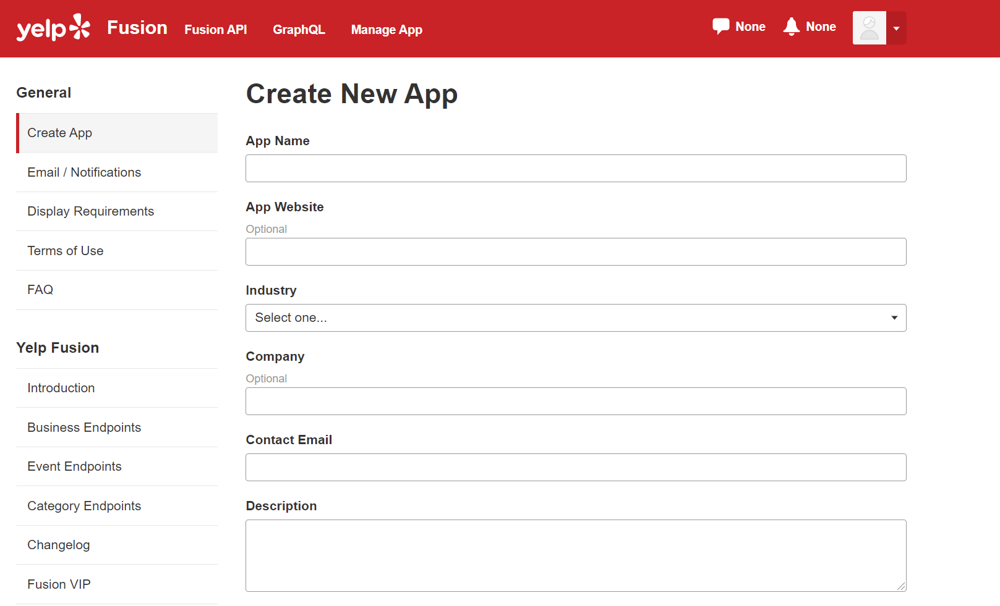 yelp Fusion Fusion API GraphQL Manage App None None
General
Create App
Email / Notifications
Display Requirements
Terms of Use
FAQ
Yelp Fusion
Introduction
Business Endpoints
Event Endpoints
Category Endpoints
Changelog
Fusion VIP
Create New App
App Name
App Website
Optional
Industry
Select one...
Company
Optional
Contact Email
Description